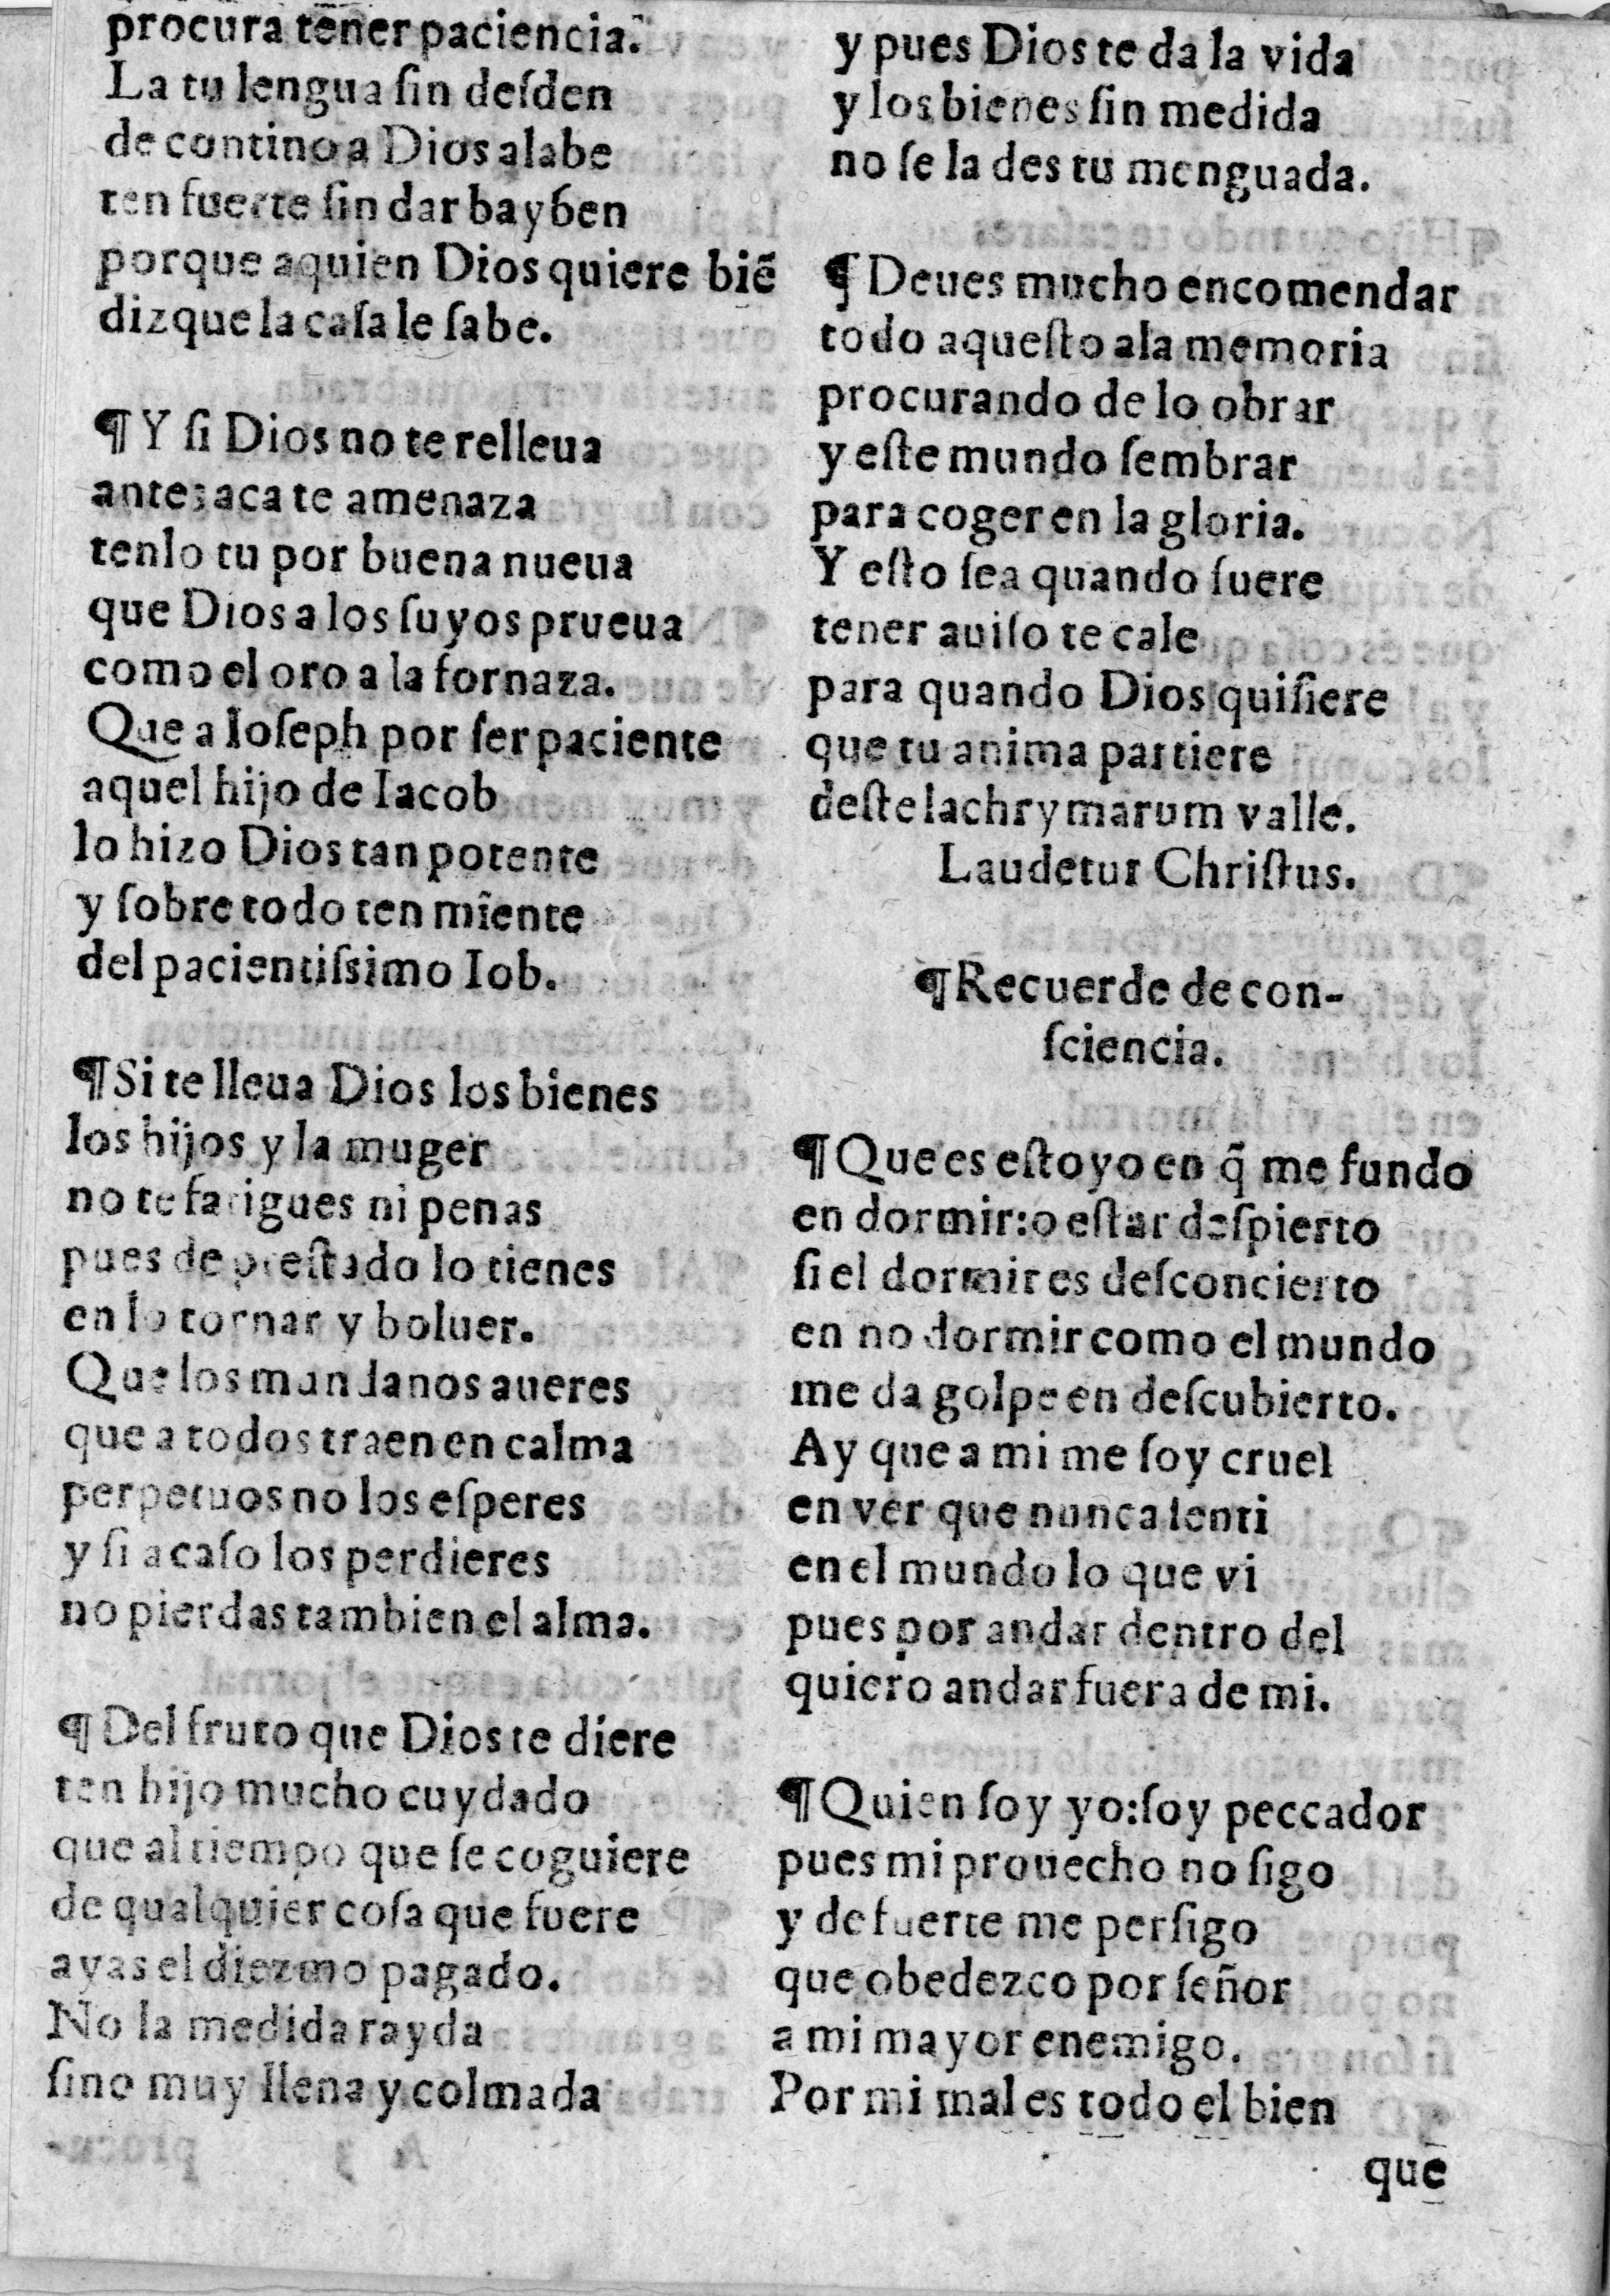 procura tener paciencia.
La tu lengua ſin deſden
de contino a Dios alabe
ten fuerte ſin dar bayben
porque aquien Dios quiere biẽ
dizque la caſa le ſabe.
¶ Y ſi Dios no te relleua
antes aca te amenaza
tenlo tu por buena nueua
que Dios a los ſuyos prueua
como el oro a la fornaza.
Que a Ioſeph por ſer paciente
aquel hijo de Iacob
lo hizo Dios tan potente
y ſobre todo ten miente
del pacientiſsimo Iob.
¶ Si te lleua Dios los bienes
los hijos y la muger
no te fatigues ni penas
pues de preſtado lo tienes
en lo tornar y boluer.
Que los mundanos aueres
que a todos traen en calma
perpetuos no los eſperes
y ſi acaſo los perdieres
no pierdas tambien el alma.
¶ Del fruto que Dios te diere
ten hijo mucho cuydado
que al tiempo que ſe coguiere
de qualquier coſa que fuere
ayas el diezmo pagado.
No la medida rayda
ſino muy llena y colmada
y pues Dios te da la vida
y los bienes ſin medida
no ſe la des tu menguada.
¶ Deues mucho encomendar
todo aqueſto ala memoria
procurando de lo obrar
y eſte mundo ſembrar
para coger en la gloria.
Y eſto ſea quando fuere
tener auiſo te cale
para quando Dios quiſiere
que tu anima partiere
deſte lachrymarum valle.
Laudetur Chriſtus.
¶ Recuerde de con-
ſciencia.
¶ Que es eſto yo en q̃ me fundo
en dormir:o eſtar deſpierto
ſi el dormir es deſconcierto
en no dormir como el mundo
me da golpe en deſcubierto.
Ay que a mi me ſoy cruel
en ver que nunca ſenti
en el mundo lo que vi
pues por andar dentro del
quiero andar fuera de mi.
¶ Quien ſoy yo:ſoy peccador
pues mi prouecho no ſigo
y de fuerte me perſigo
que obedezco por ſeñor
a mi mayor enemigo.
Por mi mal es todo el bien
que